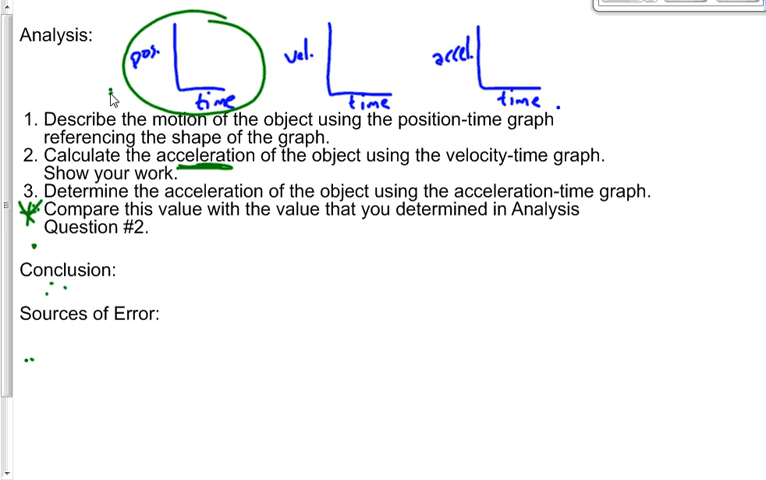 Analysis:
pos.
time
vel.
time
accel.
time
1. Describe the motion of the object using the position-time graph
referencing the shape of the graph.
2. Calculate the acceleration of the object using the velocity-time graph.
Show your work.
3. Determine the acceleration of the object using the acceleration-time graph.
Compare this value with the value that you determined in Analysis
Question #2.
Conclusion:
Sources of Error: